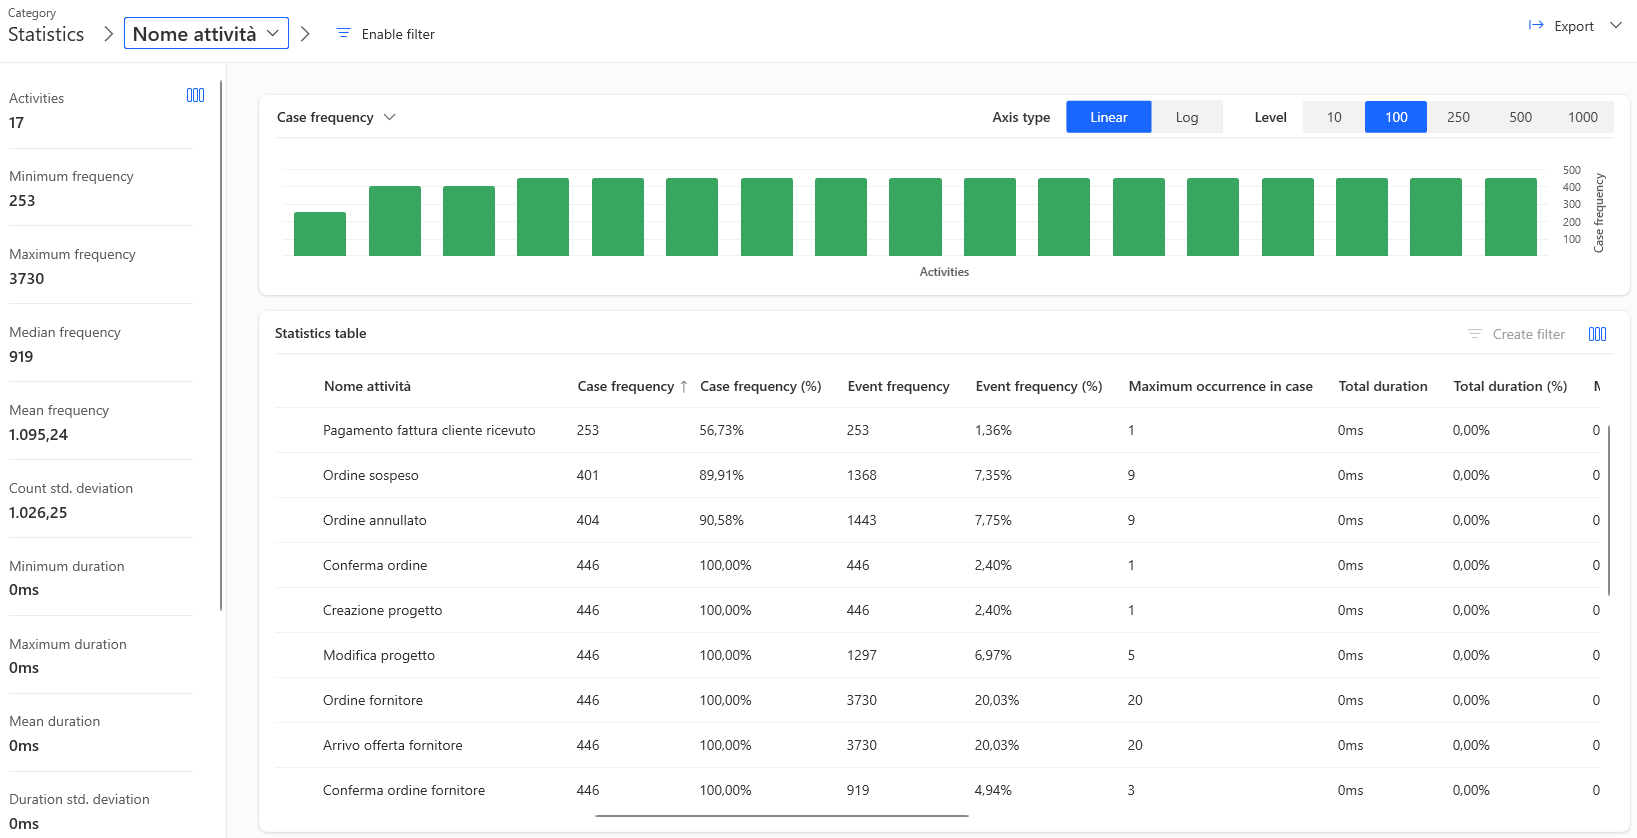 Category
Statistics
Nome attività
Enable filter
Export
Activities
17
Minimum frequency
253
Maximum frequency
3730
Median frequency
919
Mean frequency
1.095,24
Count std. deviation
1.026,25
Minimum duration
0ms
Maximum duration
0ms
Mean duration
0ms
Duration std. deviation
0ms
Case frequency
Axis type Linear Log Level 10 100 250 500 1000
500
400
300
200
100
Case frequency
Activities
Statistics table
Create filter
Nome attività Case frequency ↑ Case frequency (%) Event frequency Event frequency (%) Maximum occurrence in case Total duration Total duration (%)
Pagamento fattura cliente ricevuto 253 56,73% 253 1,36% 1 0ms 0,00% 0
Ordine sospeso 401 89,91% 1368 7,35% 9 0ms 0,00% 0
Ordine annullato 404 90,58% 1443 7,75% 9 0ms 0,00% 0
Conferma ordine 446 100,00% 446 2,40% 1 0ms 0,00% 0
Creazione progetto 446 100,00% 446 2,40% 1 0ms 0,00% 0
Modifica progetto 446 100,00% 1297 6,97% 5 0ms 0,00% 0
Ordine fornitore 446 100,00% 3730 20,03% 20 0ms 0,00% 0
Arrivo offerta fornitore 446 100,00% 3730 20,03% 20 0ms 0,00% 0
Conferma ordine fornitore 446 100,00% 919 4,94% 3 0ms 0,00% 0